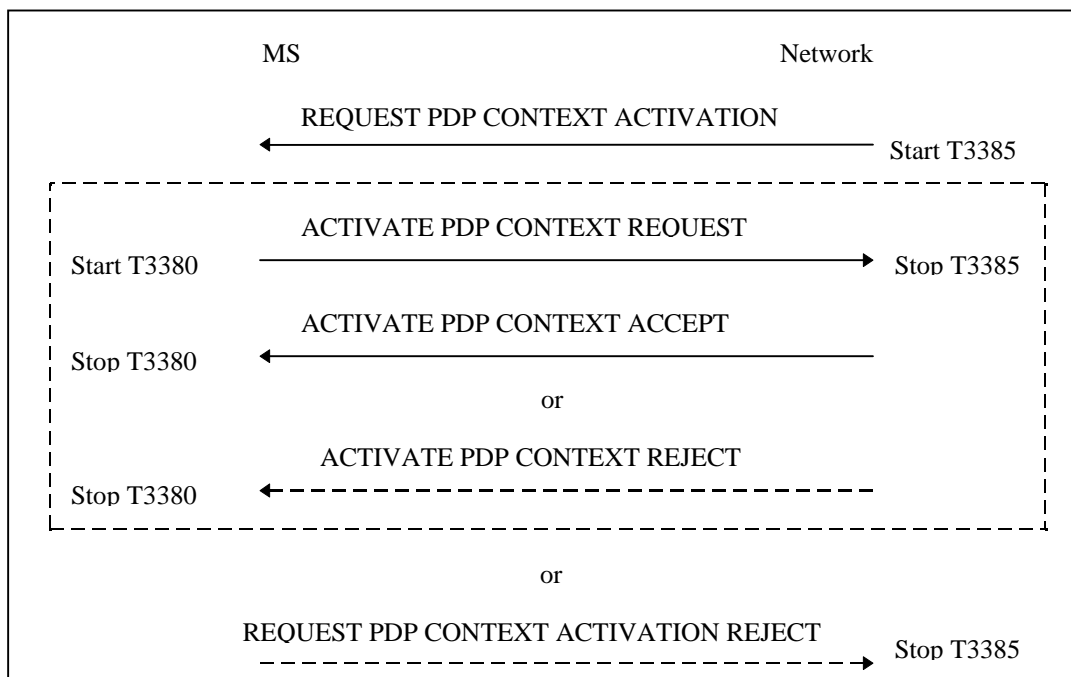 MS Network
REQUEST PDP CONTEXT ACTIVATION
Start T3385
ACTIVATE PDP CONTEXT REQUEST
Start T3380 Stop T3385
ACTIVATE PDP CONTEXT ACCEPT
Stop T3380
or
ACTIVATE PDP CONTEXT REJECT
Stop T3380
or
REQUEST PDP CONTEXT ACTIVATION REJECT
Stop T3385